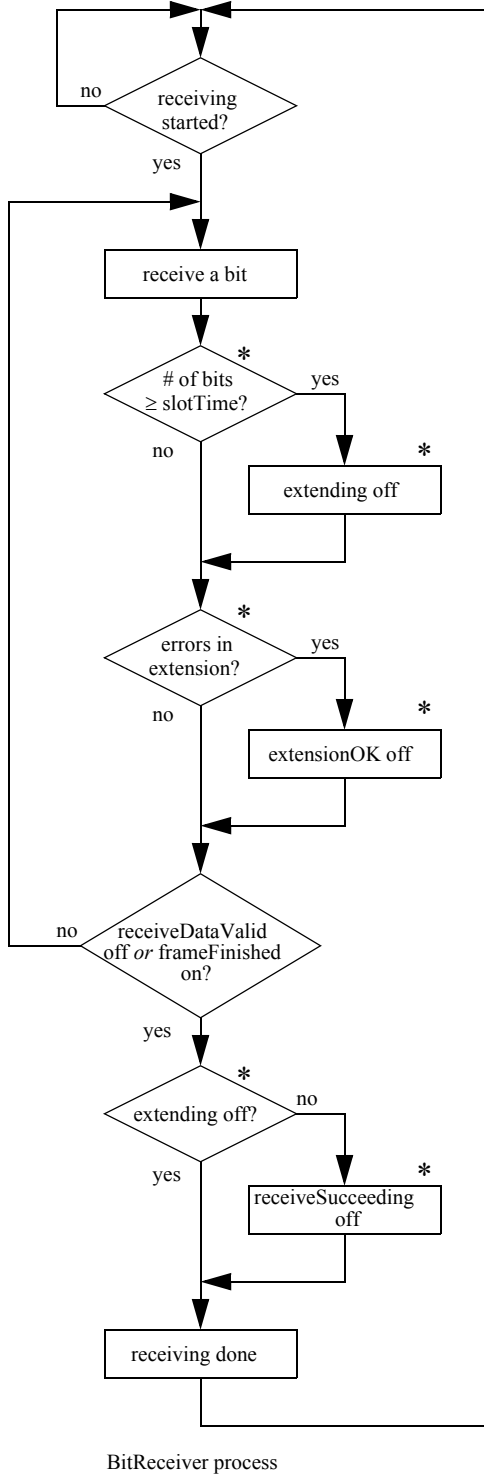 no
receiving
started?
yes
receive a bit
*
# of bits
≥ slotTime?
yes
no
*
extending off
*
errors in
extension?
yes
no
*
extensionOK off
no
receiveDataValid
off or frameFinished
on?
yes
*
extending off?
no
yes
*
receiveSucceeding
off
receiving done
BitReceiver process